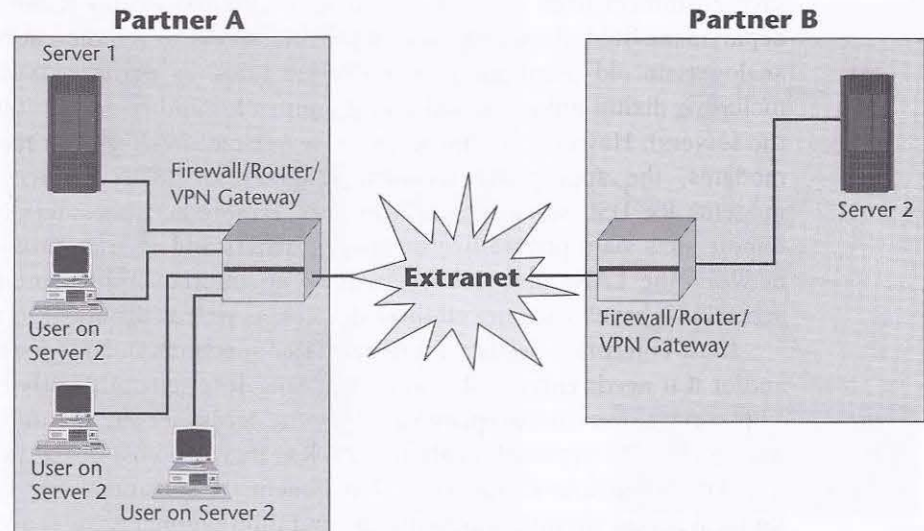 Partner A
Partner B
Server 1
Firewall/Router/
VPN Gateway
Extranet
Server 2
Firewall/Router/
VPN Gateway
User on
Server 2
User on
Server 2
User on Server 2